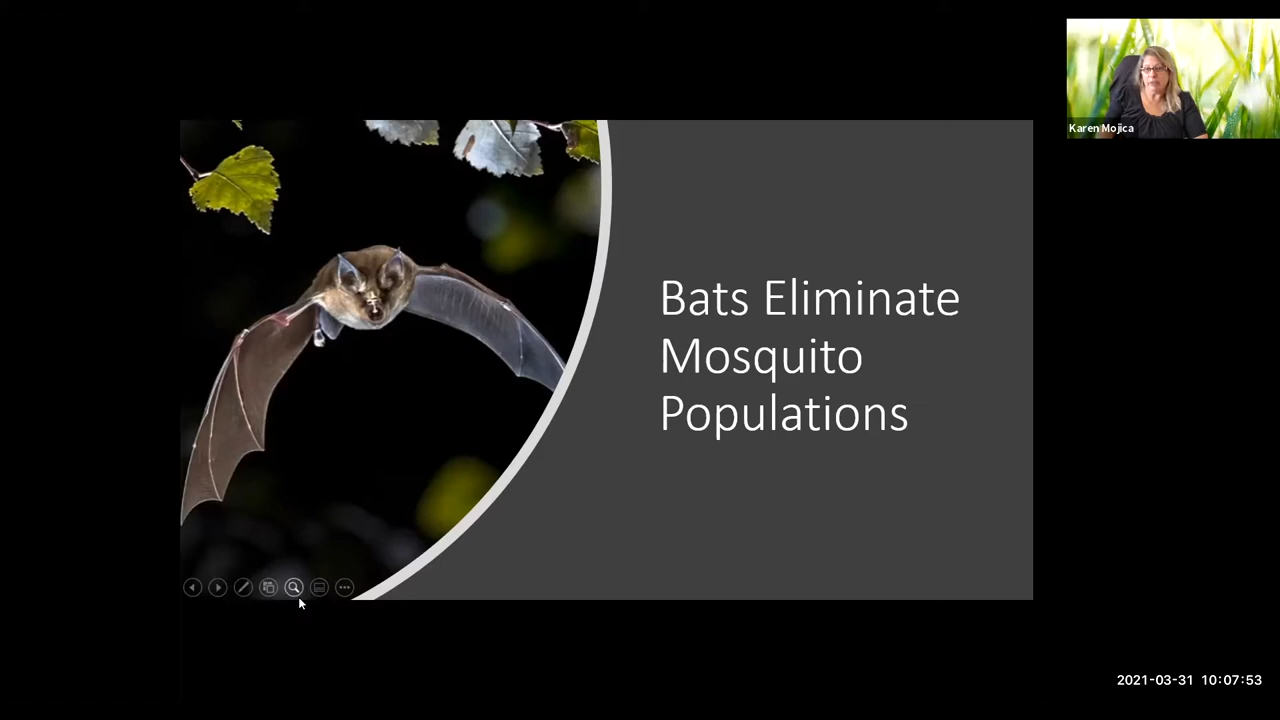 Karen Mojica
Bats Eliminate
Mosquito
Populations
2021-03-31 10:07:53